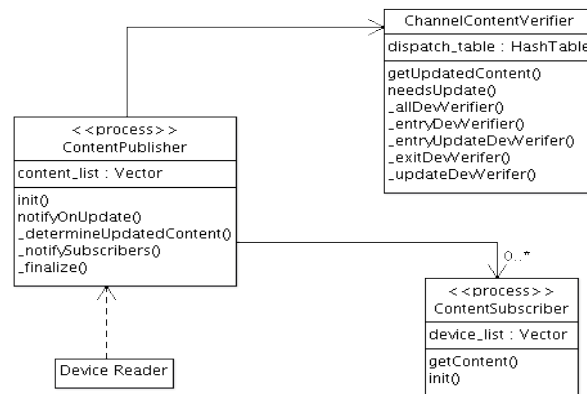 ChannelContentVerifier
dispatch_table : HashTable
getUpdatedContent()
needsUpdate()
_allDevVerifier()
_entryDevVerifier()
_entryUpdateDevVerifer()
_exitDevVerifer()
_updateDevVerifer()
<<process>>
ContentPublisher
content_list : Vector
init()
notifyOnUpdate()
_determineUpdatedContent()
_notifySubscribers()
_finalize()
0..*
<<process>>
ContentSubscriber
device_list : Vector
getContent()
init()
Device Reader